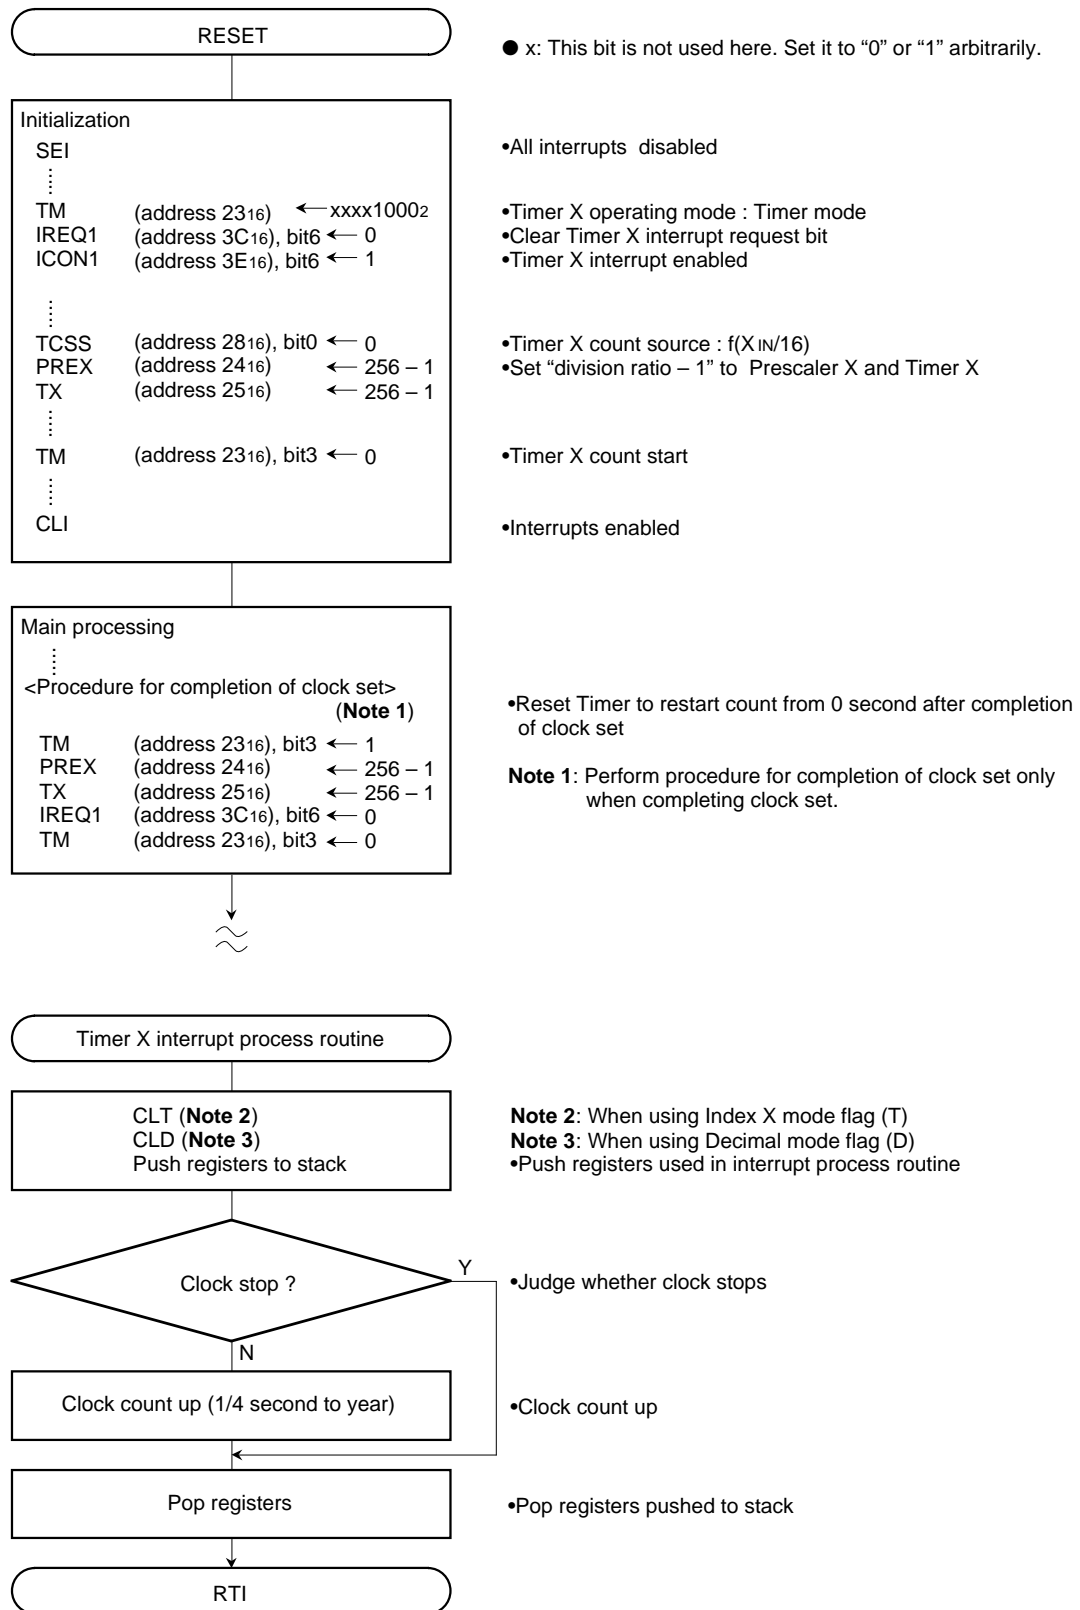 RESET
● x: This bit is not used here. Set it to “0” or “1” arbitrarily.
Initialization
SEI
•All interrupts disabled
TM (address 2316) ← xxxx10002
•Timer X operating mode : Timer mode
IREQ1 (address 3C16), bit6 ← 0
•Clear Timer X interrupt request bit
ICON1 (address 3E16), bit6 ← 1
•Timer X interrupt enabled
TCSS (address 2816), bit0 ← 0
•Timer X count source : f(XIN/16)
PREX (address 2416) ← 256 – 1
•Set “division ratio – 1” to Prescaler X and Timer X
TX (address 2516) ← 256 – 1
TM (address 2316), bit3 ← 0
•Timer X count start
CLI
•Interrupts enabled
Main processing
<Procedure for completion of clock set>
(Note 1)
•Reset Timer to restart count from 0 second after completion
of clock set
TM (address 2316), bit3 ← 1
PREX (address 2416) ← 256 – 1
TX (address 2516) ← 256 – 1
IREQ1 (address 3C16), bit6 ← 0
TM (address 2316), bit3 ← 0
Note 1: Perform procedure for completion of clock set only
when completing clock set.
Timer X interrupt process routine
CLT (Note 2)
CLD (Note 3)
Push registers to stack
Note 2: When using Index X mode flag (T)
Note 3: When using Decimal mode flag (D)
•Push registers used in interrupt process routine
Clock stop ?
Y
•Judge whether clock stops
N
Clock count up (1/4 second to year)
•Clock count up
Pop registers
•Pop registers pushed to stack
RTI